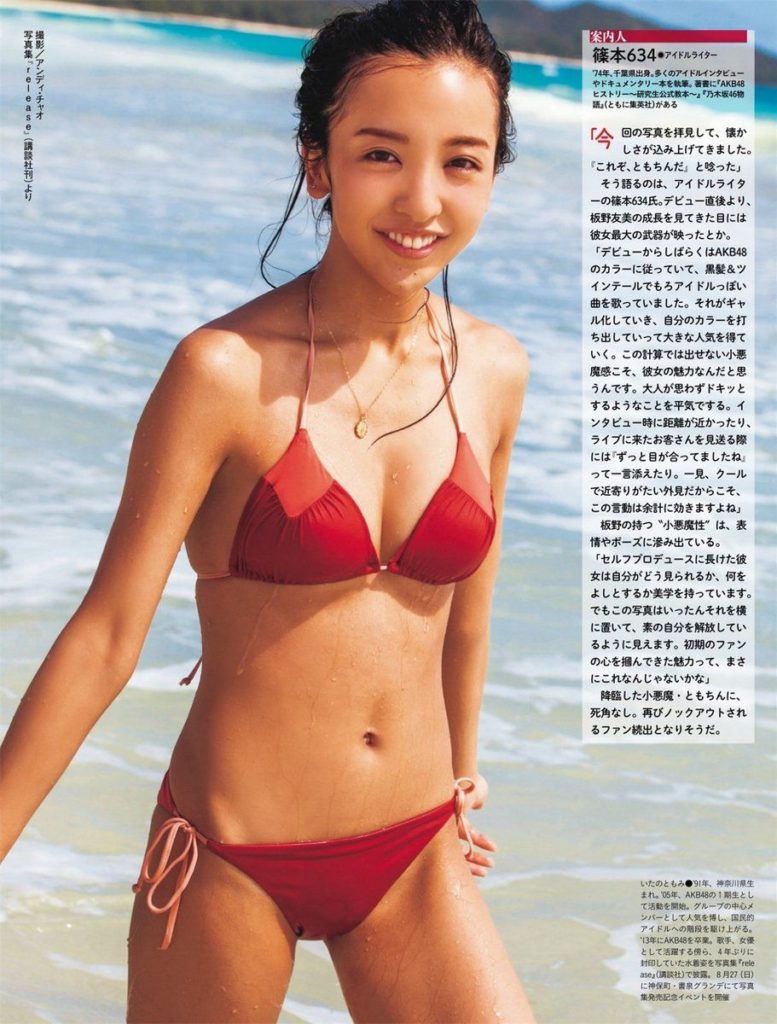 撮影/アンディ・チャオ
写真集『release』(講談社刊)より
案内人
篠本634●アイドルライター
'74年、千葉県出身。多くのアイドルインタビュー
やドキュメンタリー本を執筆。著書に『AKB48
ヒストリー〜研究生公式教本〜』『乃木坂46物
語』(ともに集英社)がある
「今回の写真を拝見して、懐か
しさが込み上げてきました。
『これぞ、ともちんだ』と唸った」
そう語るのは、アイドルライタ
ーの篠本634氏。デビュー直後より、
板野友美の成長を見てきた目には
彼女最大の武器が映ったとか。
「デビューからしばらくはAKB48
のカラーに従っていて、黒髪&ツ
インテールでもろアイドルっぽい
曲を歌っていました。それがギャ
ル化していき、自分のカラーを打
ち出していって大きな人気を得て
いく。この計算では出せない小悪
魔感こそ、彼女の魅力なんだと思
うんです。大人が思わずドキッと
するようなことを平気でする。イ
ンタビュー時に距離が近かったり、
ライブに来たお客さんを見送る際
には『ずっと目が合ってましたね』
って一言添えたり。一見、クール
で近寄りがたい外見だからこそ、
この言動は余計に効きますよね」
板野の持つ〝小悪魔性〟は、表
情やポーズに滲み出ている。
「セルフプロデュースに長けた彼
女は自分がどう見られるか、何を
よしとするか美学を持っています。
でもこの写真はいったんそれを横
に置いて、素の自分を解放してい
るように見えます。初期のファン
の心を掴んできた魅力って、まさ
にこれなんじゃないかな」
降臨した小悪魔・ともちんに、
死角なし。再びノックアウトされ
るファン続出となりそうだ。
いたのともみ●'91年、神奈川県生
まれ。'05年、AKB48の1期生とし
て活動を開始。グループの中心メ
ンバーとして人気を博し、国民的
アイドルへの階段を駆け上がる。
'13年にAKB48を卒業。歌手、女優
として活躍する傍ら、4年ぶりに
封印していた水着姿を写真集『rele
ase』(講談社)で披露。8月27(日)
に神保町・書泉グランデにて写真
集発売記念イベントを開催